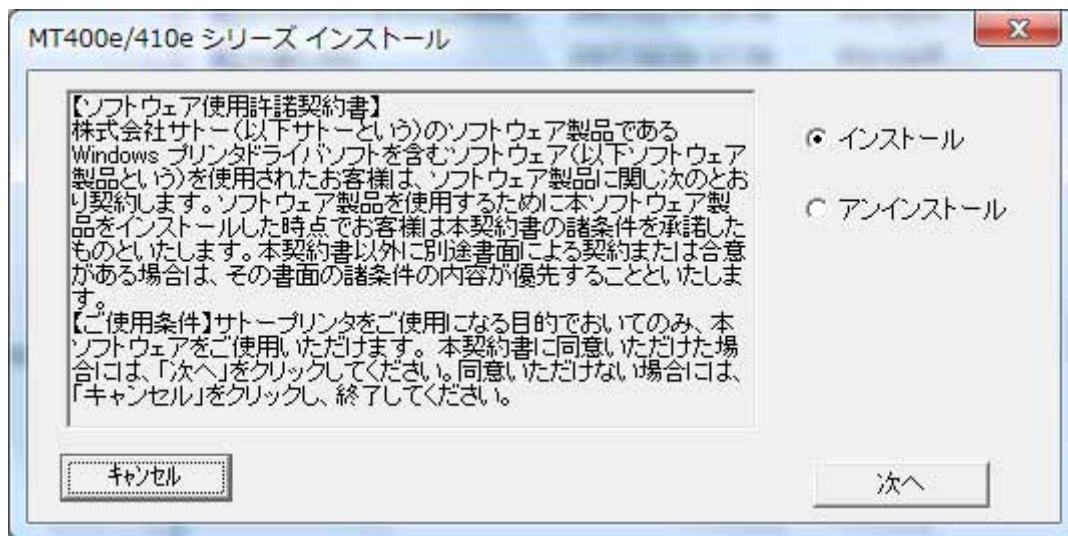 MT400e/410e シリーズ インストール
【ソフトウェア使用許諾契約書】
株式会社サトー(以下サトーという)のソフトウェア製品である
Windows プリンタドライバソフトを含むソフトウェア(以下ソフトウェア
製品という)を使用されたお客様は、ソフトウェア製品に関し次のとお
り契約します。ソフトウェア製品を使用するために本ソフトウェア製
品をインストールした時点でお客様は本契約書の諸条件を承諾した
ものといたします。本契約書以外に別途書面による契約または合意
がある場合は、その書面の諸条件の内容が優先することといたしま
す。
【ご使用条件】サトープリンタをご使用になる目的でおいてのみ、本
ソフトウェアをご使用いただけます。本契約書に同意いただけた場
合には、「次へ」をクリックしてください。同意いただけない場合には、
「キャンセル」をクリックし、終了してください。
インストール
アンインストール
キャンセル
次へ